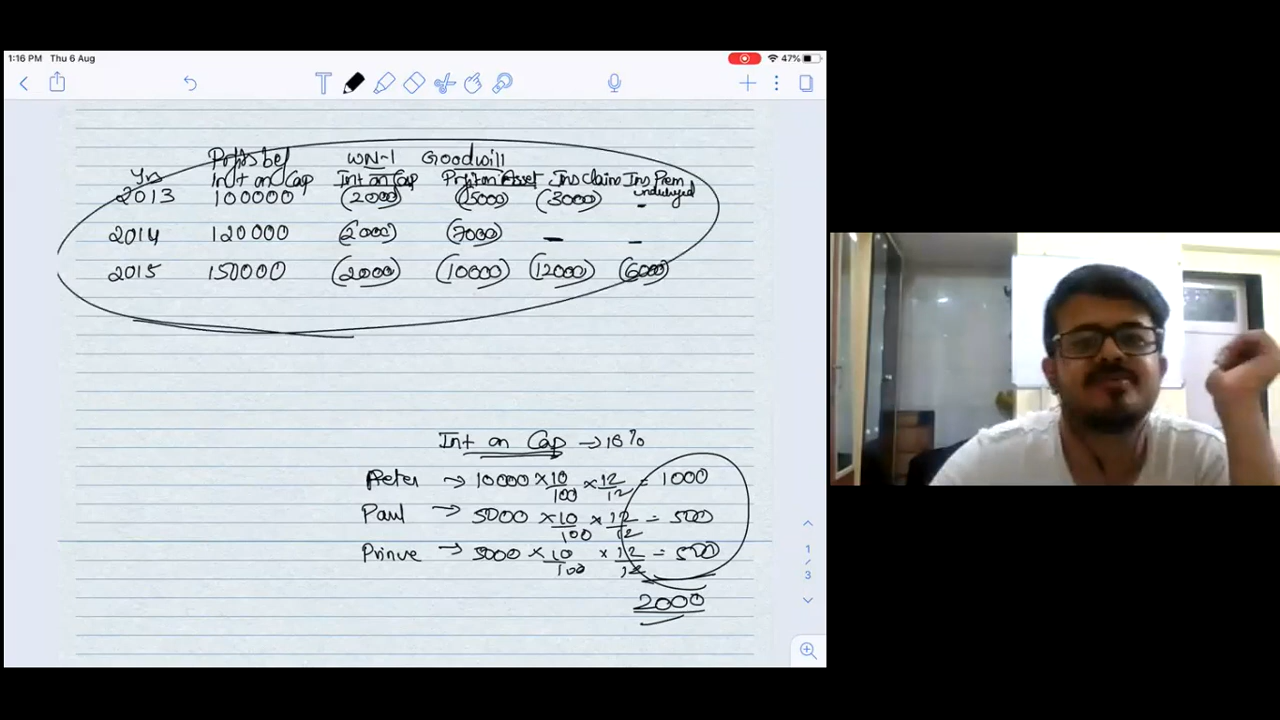 1:16 PM Thu 6 Aug
47%
WN-1 Goodwill
Yrs Profits bef Int on Cap Int on Cap Profit on Asset Ins Claim Ins Prem
2013 100000 (2000) (5000) (3000) -
2014 120000 (2000) (7000) - -
2015 150000 (2000) (10000) (12000) (6000)
Int on Cap → 10%
Peter → 10000 × 10/100 × 12/12 = 1000
Paul → 5000 × 10/100 × 12/12 = 500
Prince → 5000 × 10/100 × 12/12 = 500
2000
1
/
3